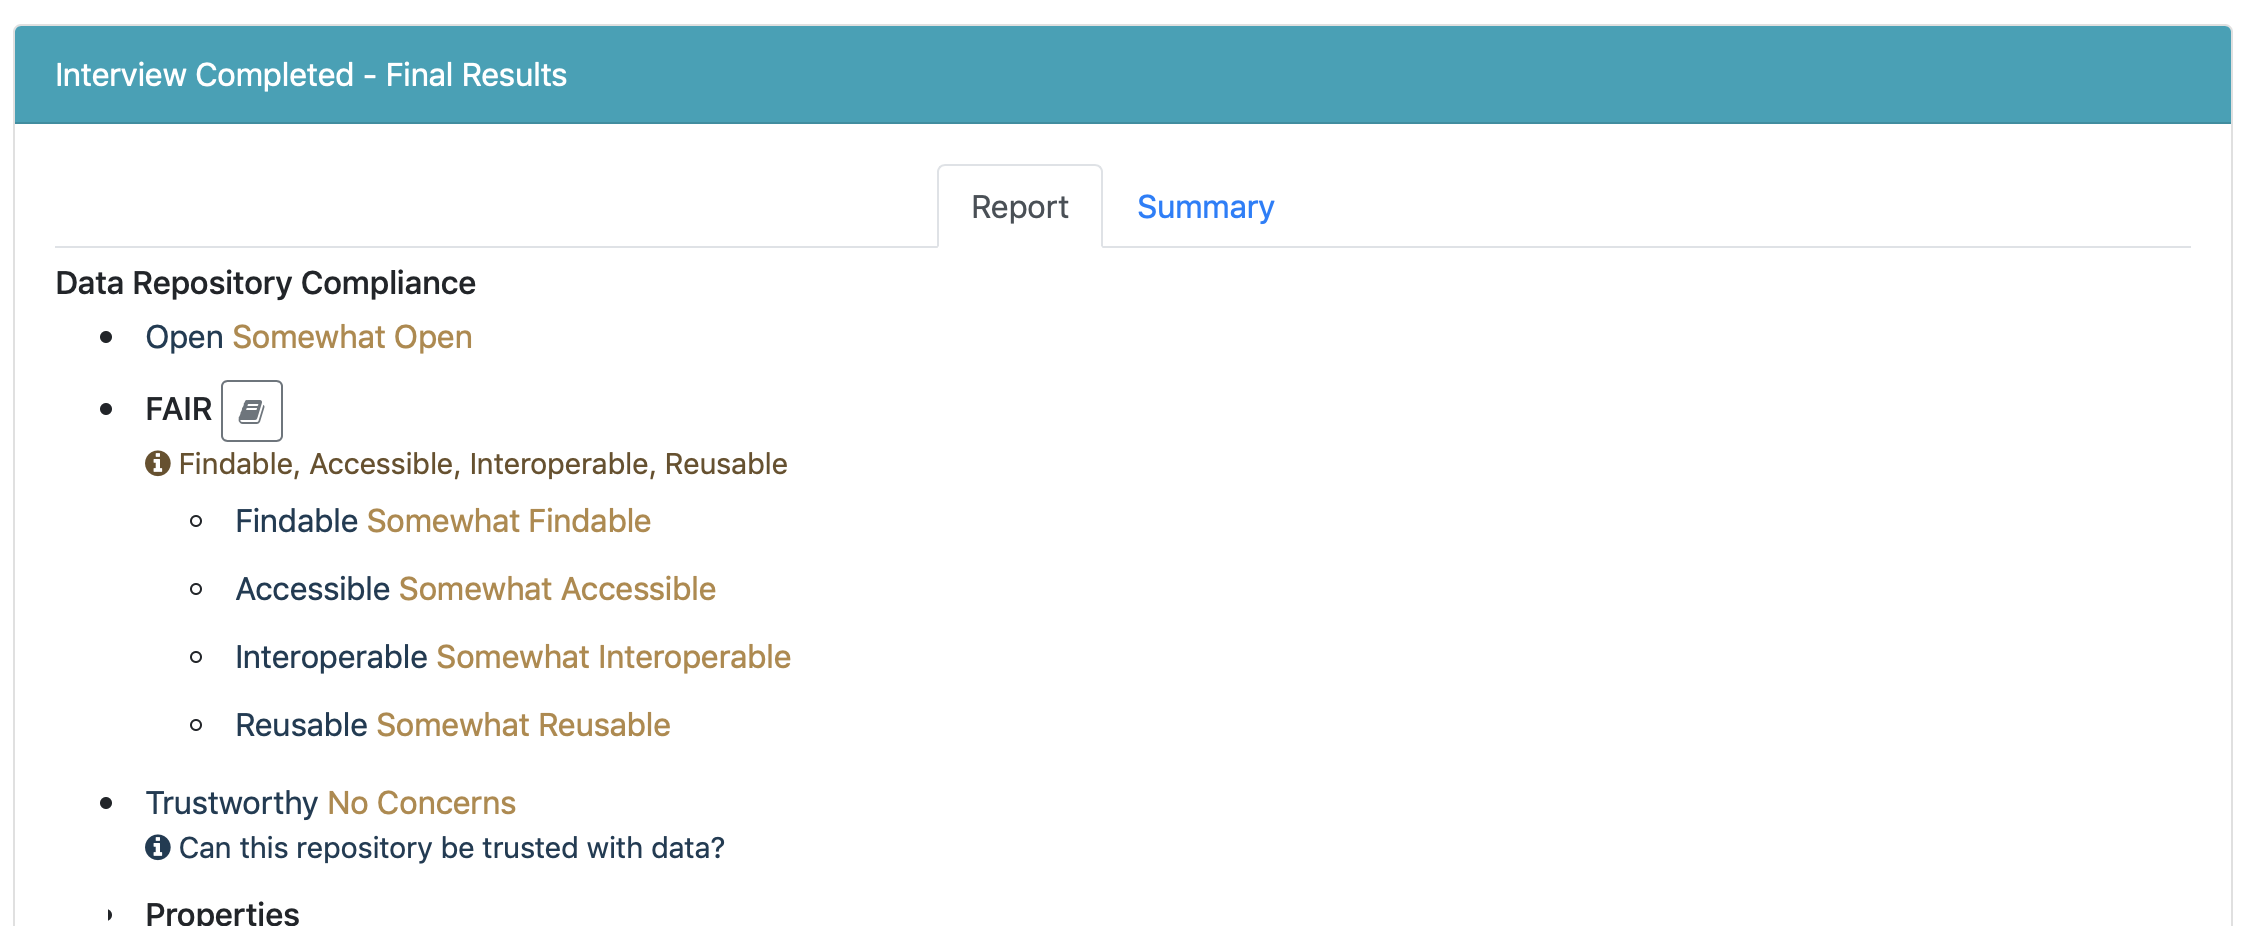 Interview Completed - Final Results
Report Summary
Data Repository Compliance
Open Somewhat Open
FAIR
Findable, Accessible, Interoperable, Reusable
Findable Somewhat Findable
Accessible Somewhat Accessible
Interoperable Somewhat Interoperable
Reusable Somewhat Reusable
Trustworthy No Concerns
Can this repository be trusted with data?
Properties